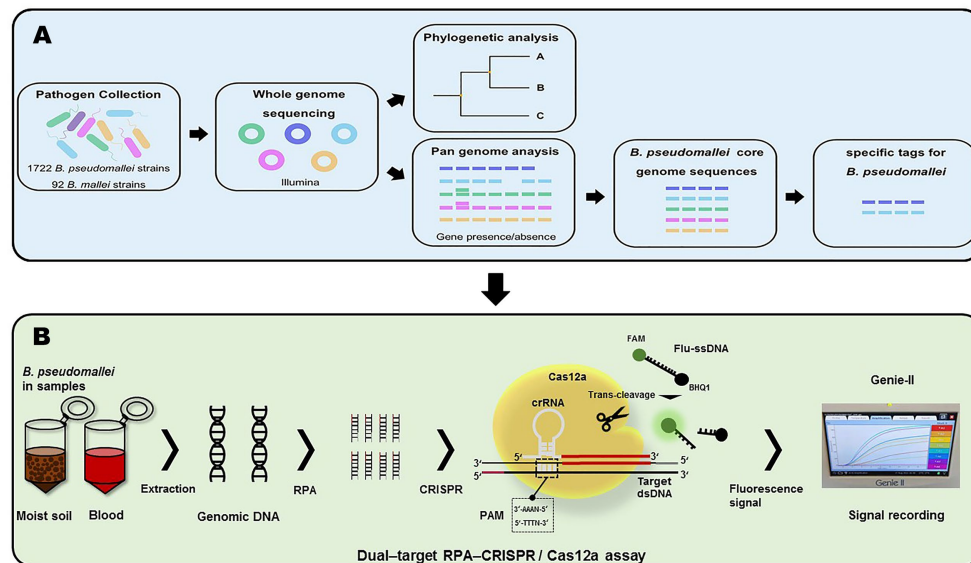 A
Pathogen Collection
1722 B. pseudomallei strains
92 B. mallei strains
Whole genome
sequencing
Illumina
Phylogenetic analysis
A
B
C
Pan genome anaysis
Gene presence/absence
B. pseudomallei core
genome sequences
specific tags for
B. pseudomallei
B
B. pseudomallei
in samples
Moist soil
Blood
Extraction
Genomic DNA
RPA
CRISPR
Cas12a
crRNA
Trans-cleavage
FAM
Flu-ssDNA
BHQ1
5'
3'
3'
5'
5'
3'
Target
dsDNA
PAM
3'-AAAN-5'
5'-TTTN-3'
Fluorescence
signal
Genie-II
Genie II
Signal recording
Dual–target RPA–CRISPR / Cas12a assay